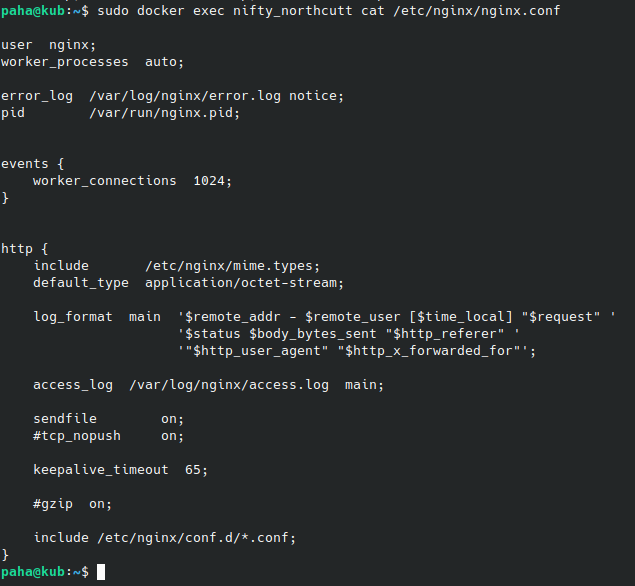 paha@kub:~$ sudo docker exec nifty_northcutt cat /etc/nginx/nginx.conf

user  nginx;
worker_processes  auto;

error_log  /var/log/nginx/error.log notice;
pid        /var/run/nginx.pid;


events {
    worker_connections  1024;
}


http {
    include       /etc/nginx/mime.types;
    default_type  application/octet-stream;

    log_format  main  '$remote_addr - $remote_user [$time_local] "$request" '
                      '$status $body_bytes_sent "$http_referer" '
                      '"$http_user_agent" "$http_x_forwarded_for"';

    access_log  /var/log/nginx/access.log  main;

    sendfile        on;
    #tcp_nopush     on;

    keepalive_timeout  65;

    #gzip  on;

    include /etc/nginx/conf.d/*.conf;
}
paha@kub:~$